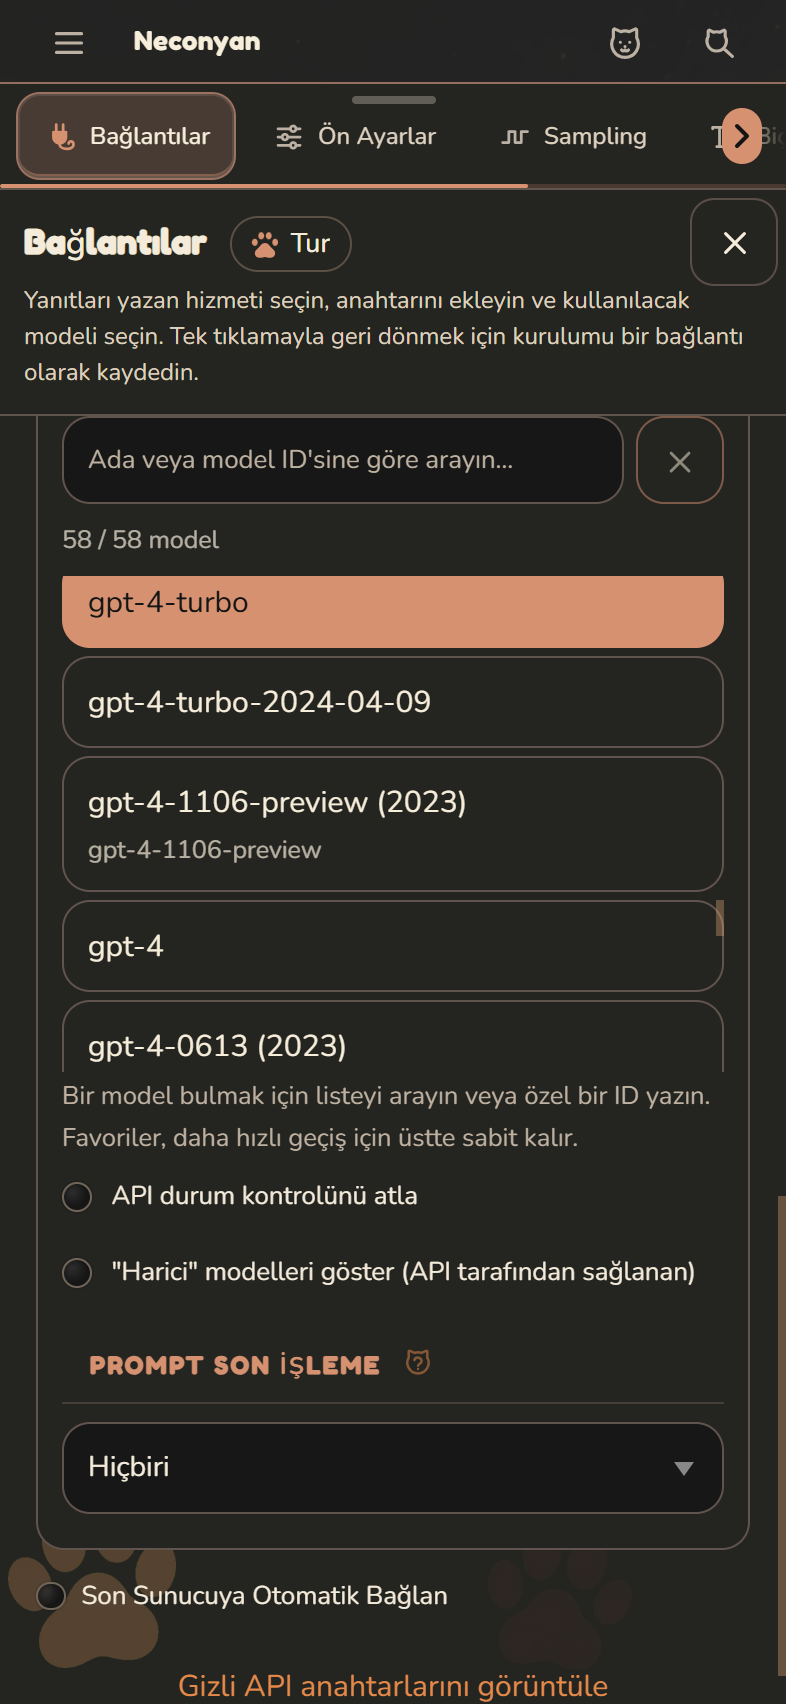 Neconyan
Bağlantılar
Ön Ayarlar
Sampling
Bağlantılar
Tur
Yanıtları yazan hizmeti seçin, anahtarını ekleyin ve kullanılacak
modeli seçin. Tek tıklamayla geri dönmek için kurulumu bir bağlantı
olarak kaydedin.
Ada veya model ID'sine göre arayın...
58 / 58 model
gpt-4-turbo
gpt-4-turbo-2024-04-09
gpt-4-1106-preview (2023)
gpt-4-1106-preview
gpt-4
gpt-4-0613 (2023)
Bir model bulmak için listeyi arayın veya özel bir ID yazın.
Favoriler, daha hızlı geçiş için üstte sabit kalır.
API durum kontrolünü atla
"Harici" modelleri göster (API tarafından sağlanan)
PROMPT SON İŞLEME
Hiçbiri
Son Sunucuya Otomatik Bağlan
Gizli API anahtarlarını görüntüle